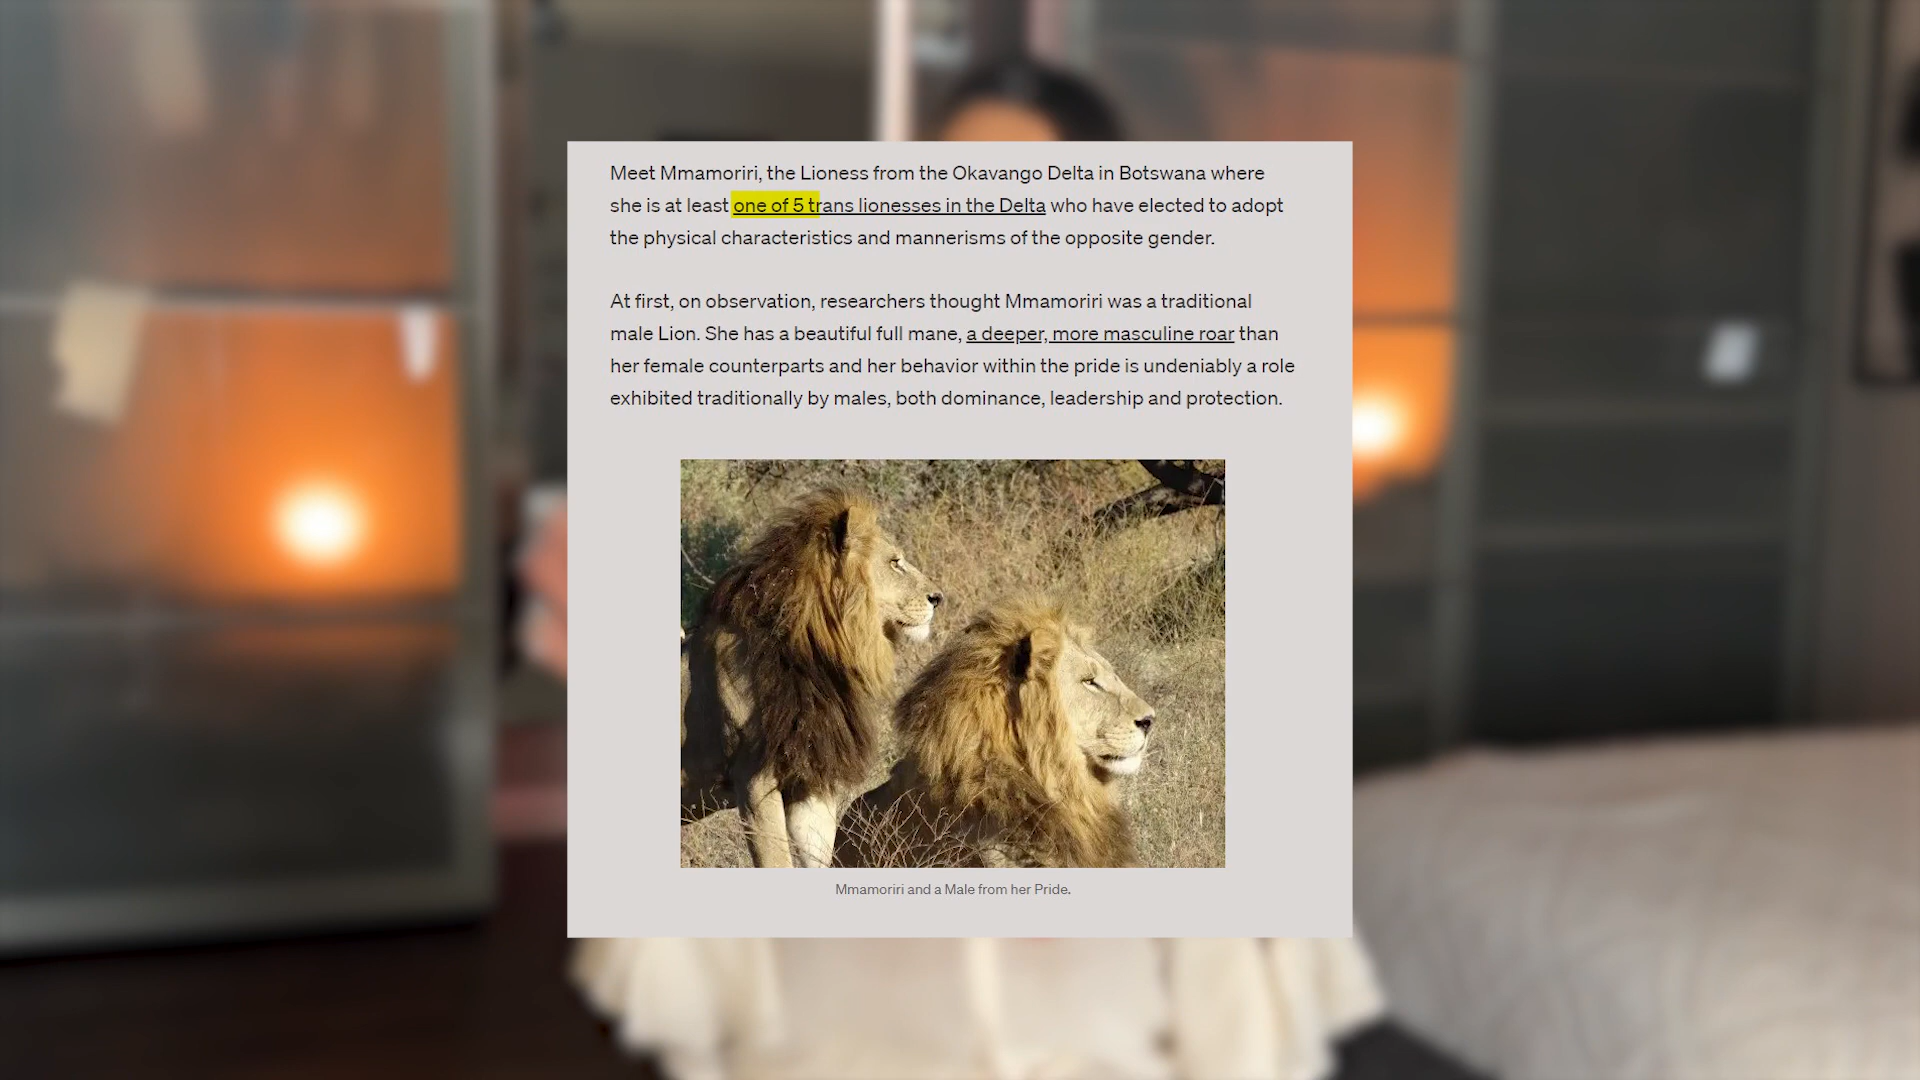 Meet Mmamoriri, the Lioness from the Okavango Delta in Botswana where
she is at least one of 5 trans lionesses in the Delta who have elected to adopt
the physical characteristics and mannerisms of the opposite gender.
At first, on observation, researchers thought Mmamoriri was a traditional
male Lion. She has a beautiful full mane, a deeper, more masculine roar than
her female counterparts and her behavior within the pride is undeniably a role
exhibited traditionally by males, both dominance, leadership and protection.
Mmamoriri and a Male from her Pride.